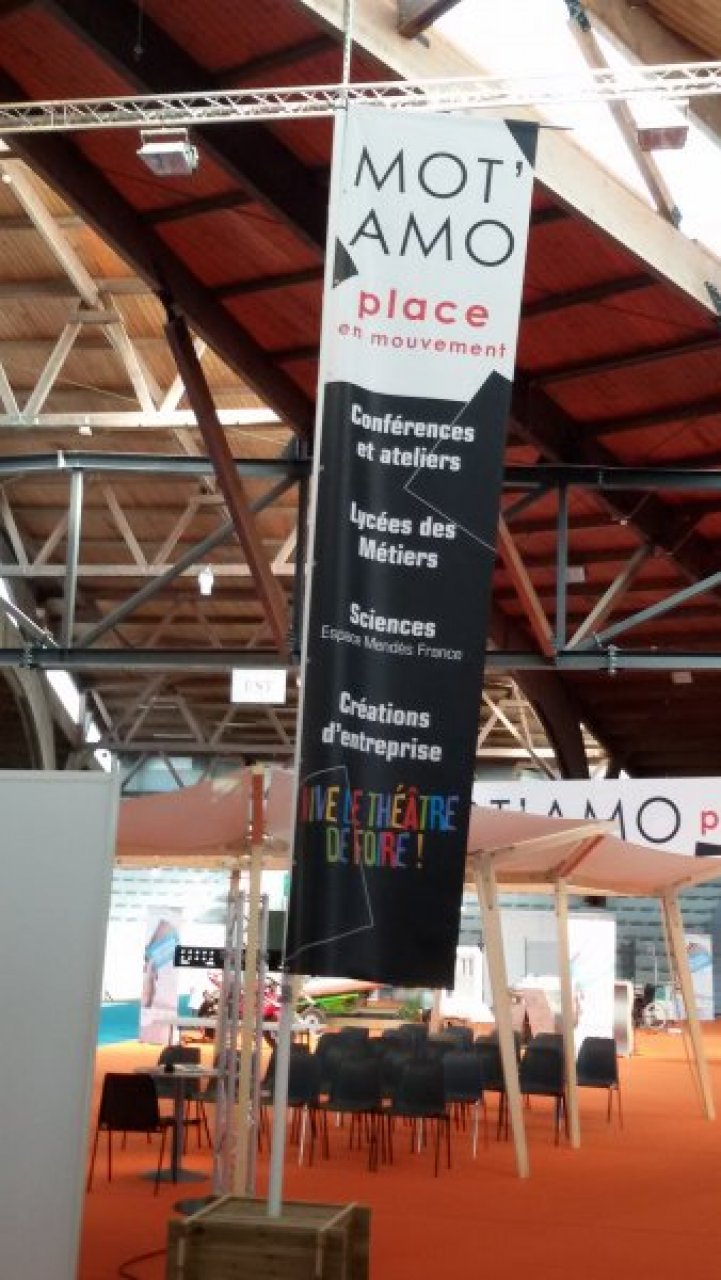 MOT'
AMO
place
en mouvement
Conférences
et ateliers
Lycées des
Métiers
Sciences
Espace Mendès France
Créations
d'entreprise
VIVE LE THÉÂTRE
DE FOIRE !
MOT'AMO p